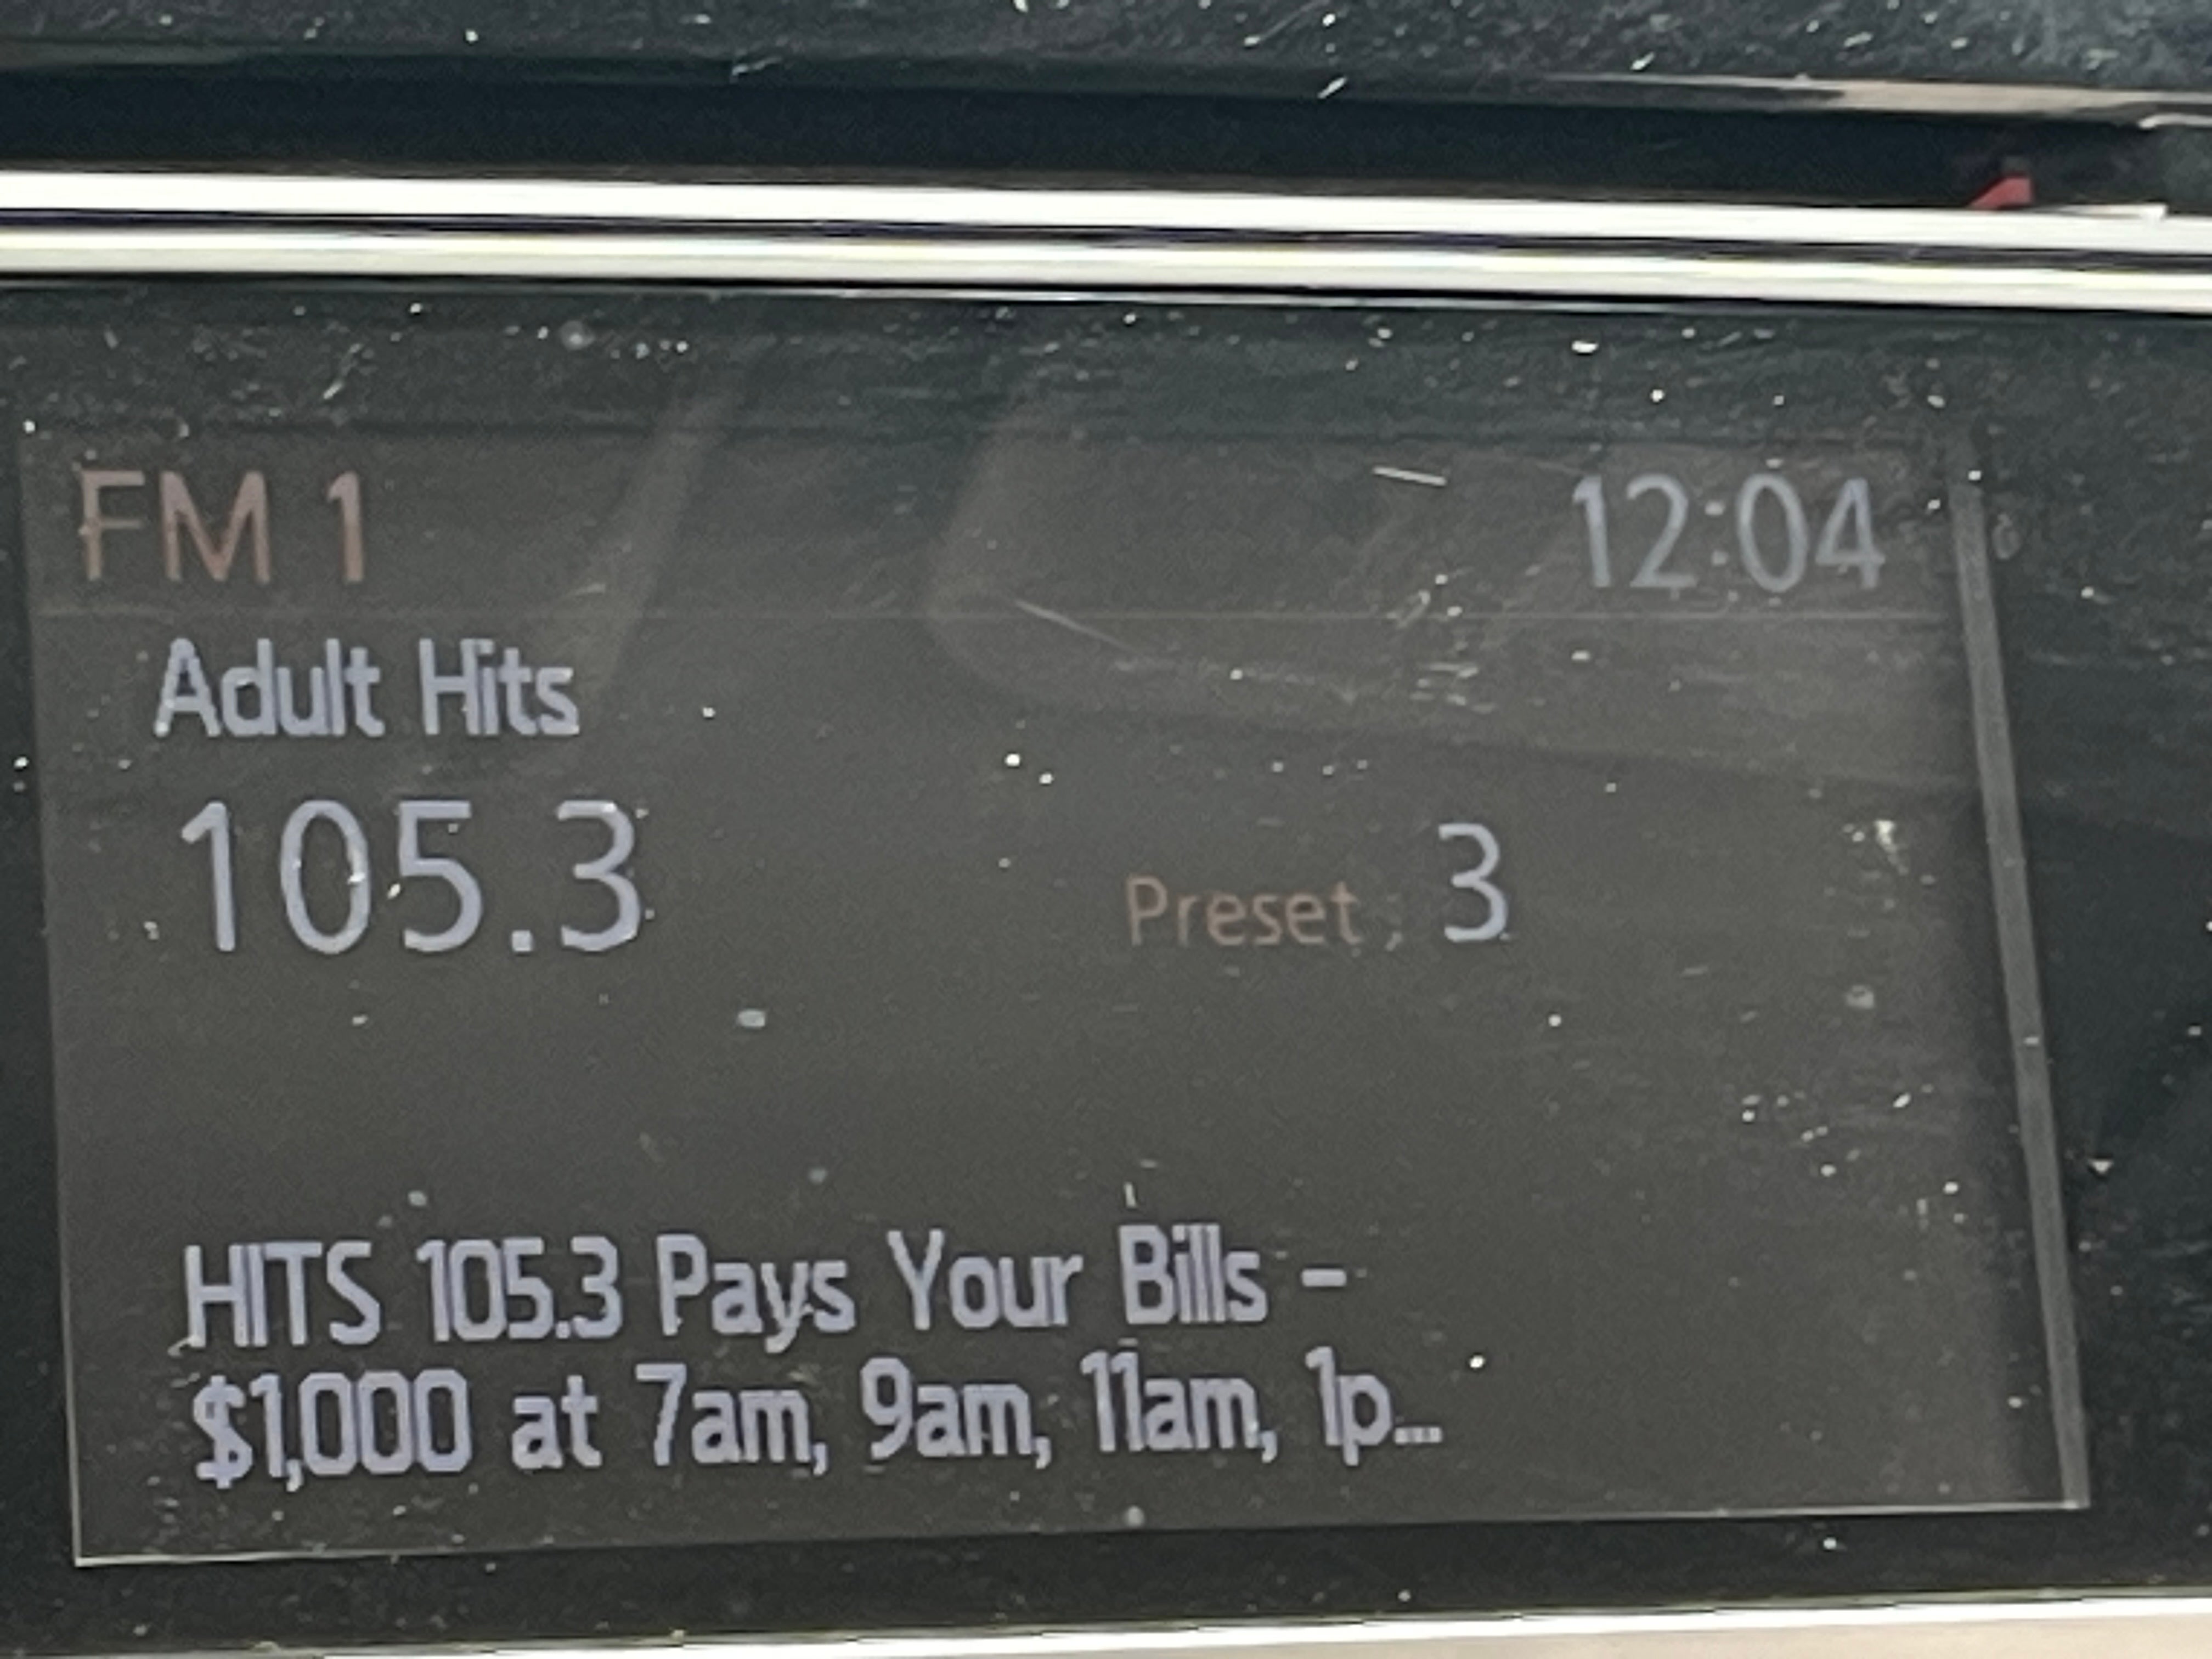 FM 1
12:04
Adult Hits
105.3
Preset : 3
HITS 105.3 Pays Your Bills -
$1,000 at 7am, 9am, 11am, 1p...